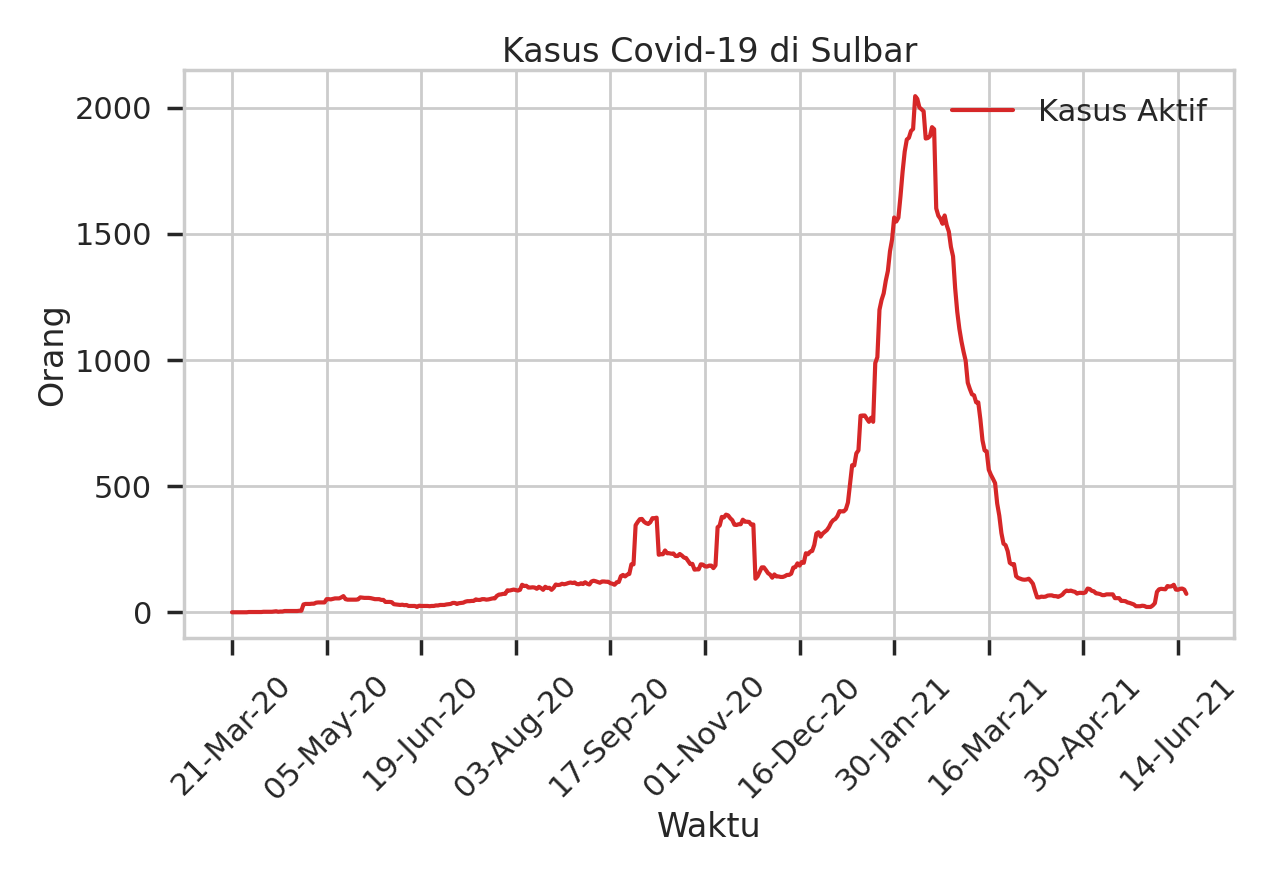 Kasus Covid-19 di Sulbar
Kasus Aktif
Orang
2000
1500
1000
500
0
21-Mar-20
05-May-20
19-Jun-20
03-Aug-20
17-Sep-20
01-Nov-20
16-Dec-20
30-Jan-21
16-Mar-21
30-Apr-21
14-Jun-21
Waktu